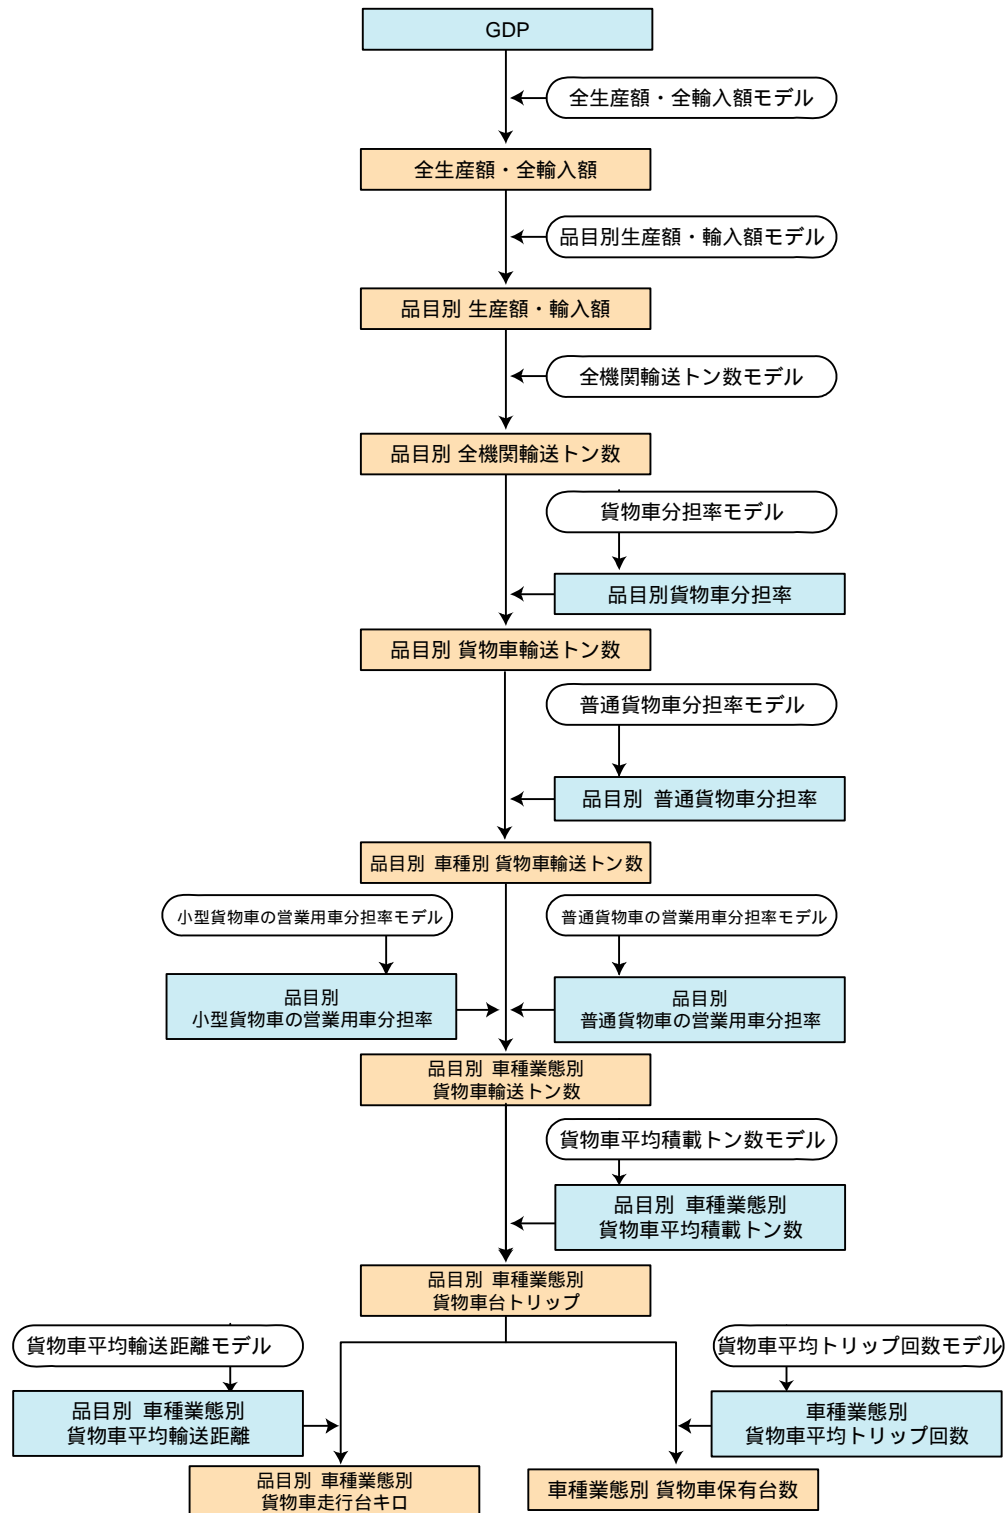 GDP
全生産額・全輸入額モデル
全生産額・全輸入額
品目別生産額・輸入額モデル
品目別 生産額・輸入額
全機関輸送トン数モデル
品目別 全機関輸送トン数
貨物車分担率モデル
品目別貨物車分担率
品目別 貨物車輸送トン数
普通貨物車分担率モデル
品目別 普通貨物車分担率
品目別 車種別 貨物車輸送トン数
小型貨物車の営業用車分担率モデル
普通貨物車の営業用車分担率モデル
品目別
小型貨物車の営業用車分担率
品目別
普通貨物車の営業用車分担率
品目別 車種業態別
貨物車輸送トン数
貨物車平均積載トン数モデル
品目別 車種業態別
貨物車平均積載トン数
品目別 車種業態別
貨物車台トリップ
貨物車平均輸送距離モデル
貨物車平均トリップ回数モデル
品目別 車種業態別
貨物車平均輸送距離
車種業態別
貨物車平均トリップ回数
品目別 車種業態別
貨物車走行台キロ
車種業態別 貨物車保有台数